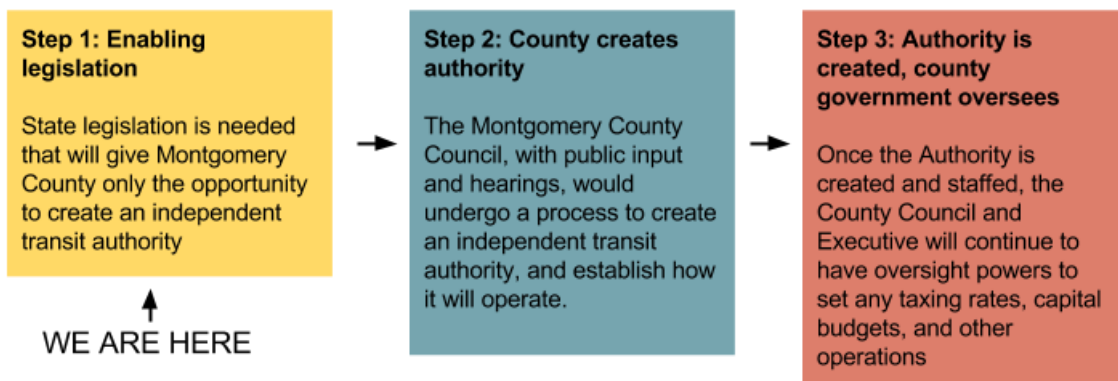 Step 1: Enabling
legislation
State legislation is needed
that will give Montgomery
County only the opportunity
to create an independent
transit authority
WE ARE HERE
Step 2: County creates
authority
The Montgomery County
Council, with public input
and hearings, would
undergo a process to create
an independent transit
authority, and establish how
it will operate.
Step 3: Authority is
created, county
government oversees
Once the Authority is
created and staffed, the
County Council and
Executive will continue to
have oversight powers to
set any taxing rates, capital
budgets, and other
operations